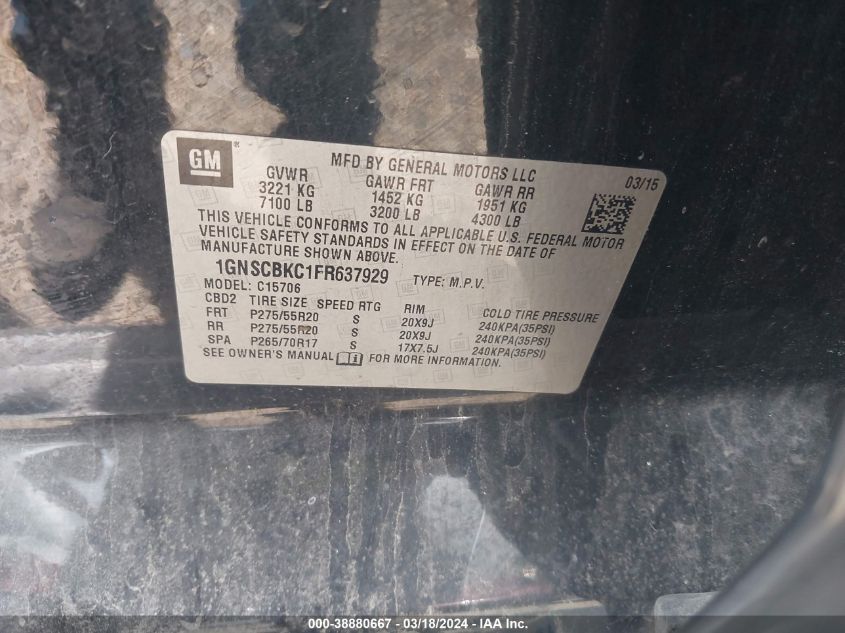 GM ®
MFD BY GENERAL MOTORS LLC
03/15
GVWR GAWR FRT GAWR RR
3221 KG 1452 KG 1951 KG
7100 LB 3200 LB 4300 LB
THIS VEHICLE CONFORMS TO ALL APPLICABLE U.S. FEDERAL MOTOR
VEHICLE SAFETY STANDARDS IN EFFECT ON THE DATE OF
MANUFACTURE SHOWN ABOVE.
1GNSCBKC1FR637929 TYPE: M.P.V.
MODEL: C15706
CBD2 TIRE SIZE SPEED RTG RIM COLD TIRE PRESSURE
FRT P275/55R20 S 20X9J 240KPA(35PSI)
RR P275/55R20 S 20X9J 240KPA(35PSI)
SPA P265/70R17 S 17X7.5J 240KPA(35PSI)
SEE OWNER'S MANUAL FOR MORE INFORMATION.
1000-38880667 - 03/18/2024 - IAA Inc.